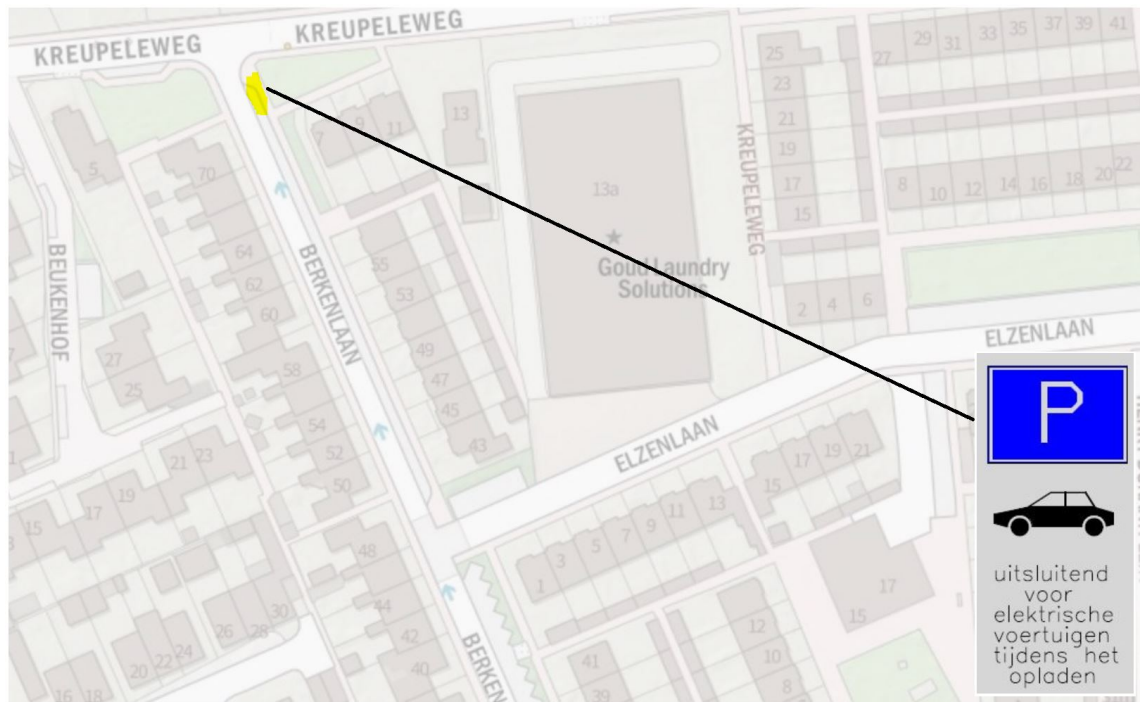 KREUPELEWEG
KREUPELEWEG
29 31 33 35 37 39 41
27
25
23
21
19
17
15
KREUPELEWEG
7 9 11
13
13a
5
70
64
62
60
58
54
52
50
48
44
42
40
BERKENLAAN
BEUKENHOF
55
53
49
47
45
43
Goud Laundry
Solutions
8 10 12 14 16 18 20 22
2 4 6
ELZENLAAN
ELZENLAAN
27
25
21 23
19
17
15
1 3 5 7 9 11 13
15 17 19 21
17
15
12
10
8
41
39
30
28
26
24
22
20
18
16
BERKEN
P
uitsluitend
voor
elektrische
voertuigen
tijdens het
opladen